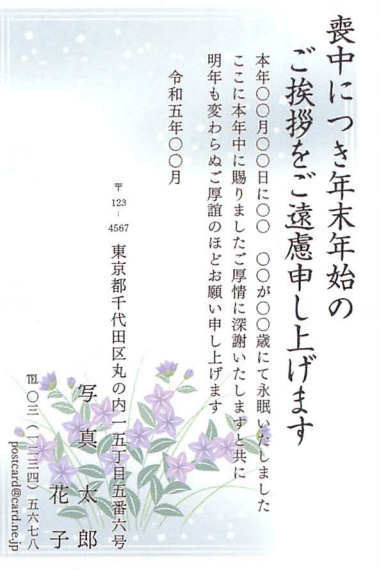 喪中につき年末年始の
ご挨拶をご遠慮申し上げます
本年〇〇月〇〇日に〇〇　〇〇が〇〇歳にて永眠いたしました
ここに本年中に賜りましたご厚情に深謝いたしますと共に
明年も変わらぬご厚誼のほどお願い申し上げます
令和五年〇〇月
〒123-4567
東京都千代田区丸の内一五丁目五番六号
写真　太郎
花子
℡〇三(一二三四)五六七八
postcard@card.ne.jp